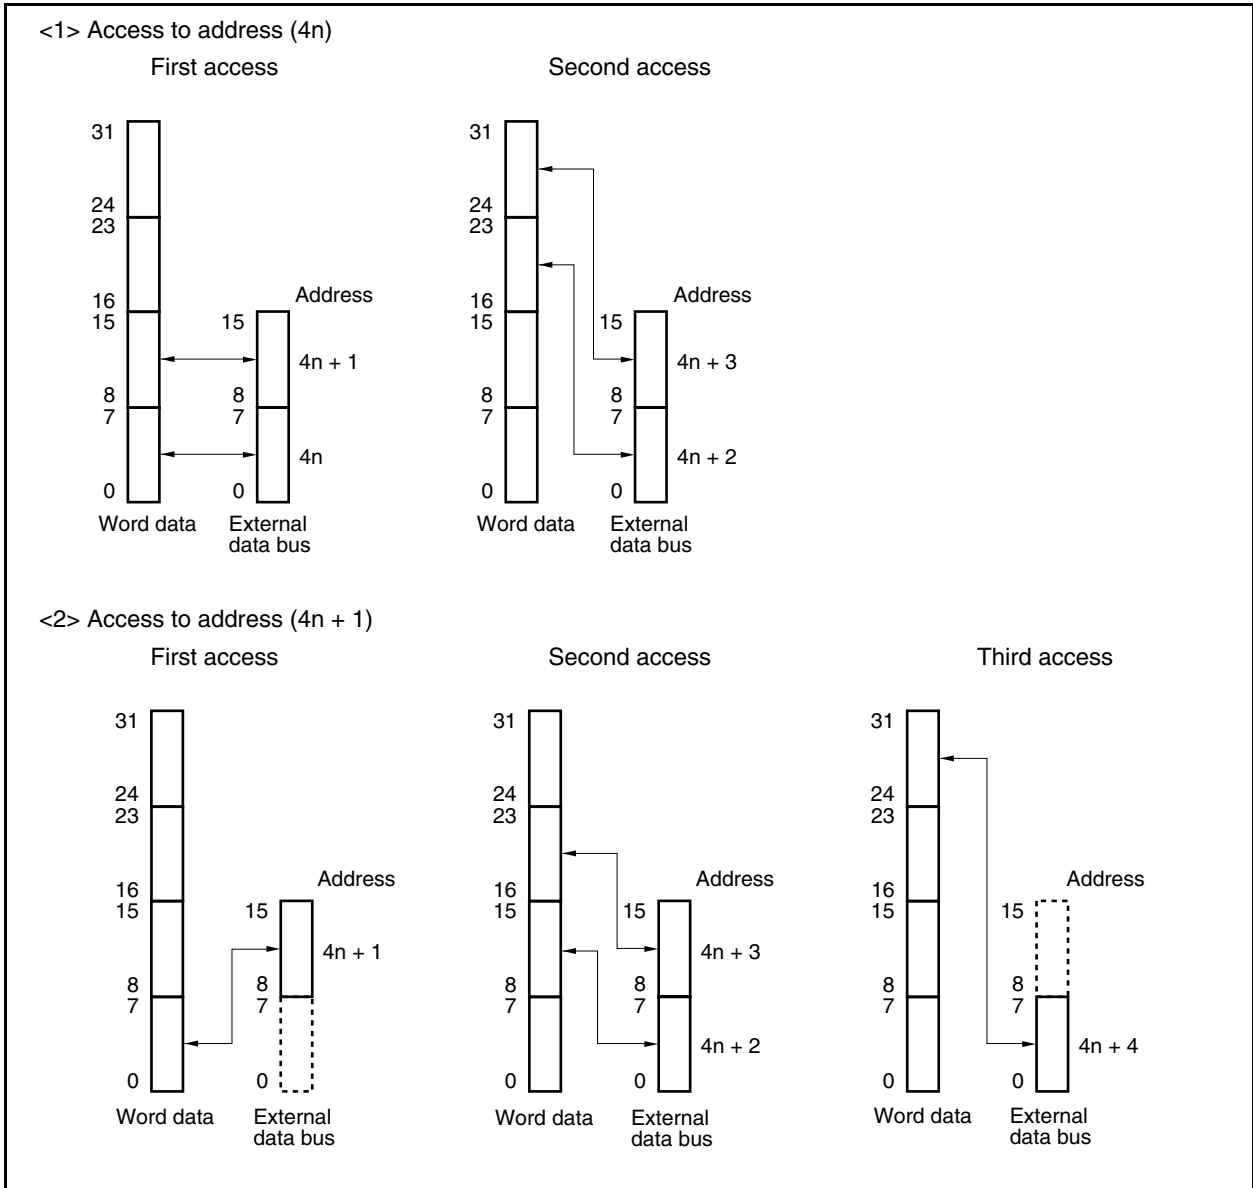 <1> Access to address (4n)
First access
Second access
31
24
23
16
15
8
7
0
Address
15
4n + 1
8
7
4n
0
Word data
External
data bus
31
24
23
16
15
8
7
0
Address
15
4n + 3
8
7
4n + 2
0
Word data
External
data bus
<2> Access to address (4n + 1)
First access
Second access
Third access
31
24
23
16
15
8
7
0
Address
15
4n + 1
8
7
0
Word data
External
data bus
31
24
23
16
15
8
7
0
Address
15
4n + 3
8
7
4n + 2
0
Word data
External
data bus
31
24
23
16
15
8
7
0
Address
15
8
7
4n + 4
0
Word data
External
data bus